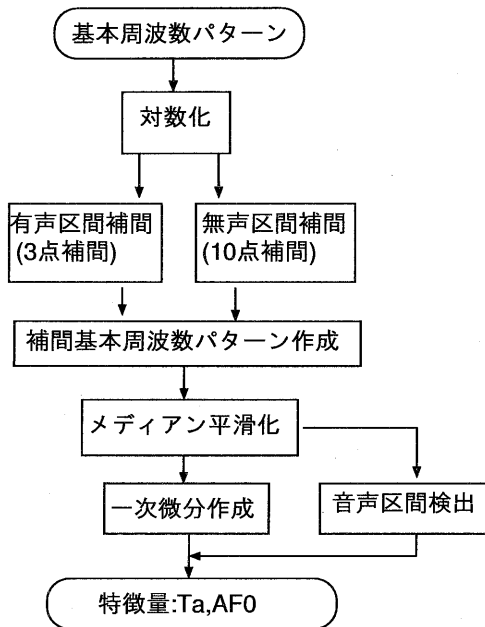 基本周波数パターン
対数化
有声区間補間
(3点補間)
無声区間補間
(10点補間)
補間基本周波数パターン作成
メディアン平滑化
一次微分作成
音声区間検出
特徴量:Ta,AF0